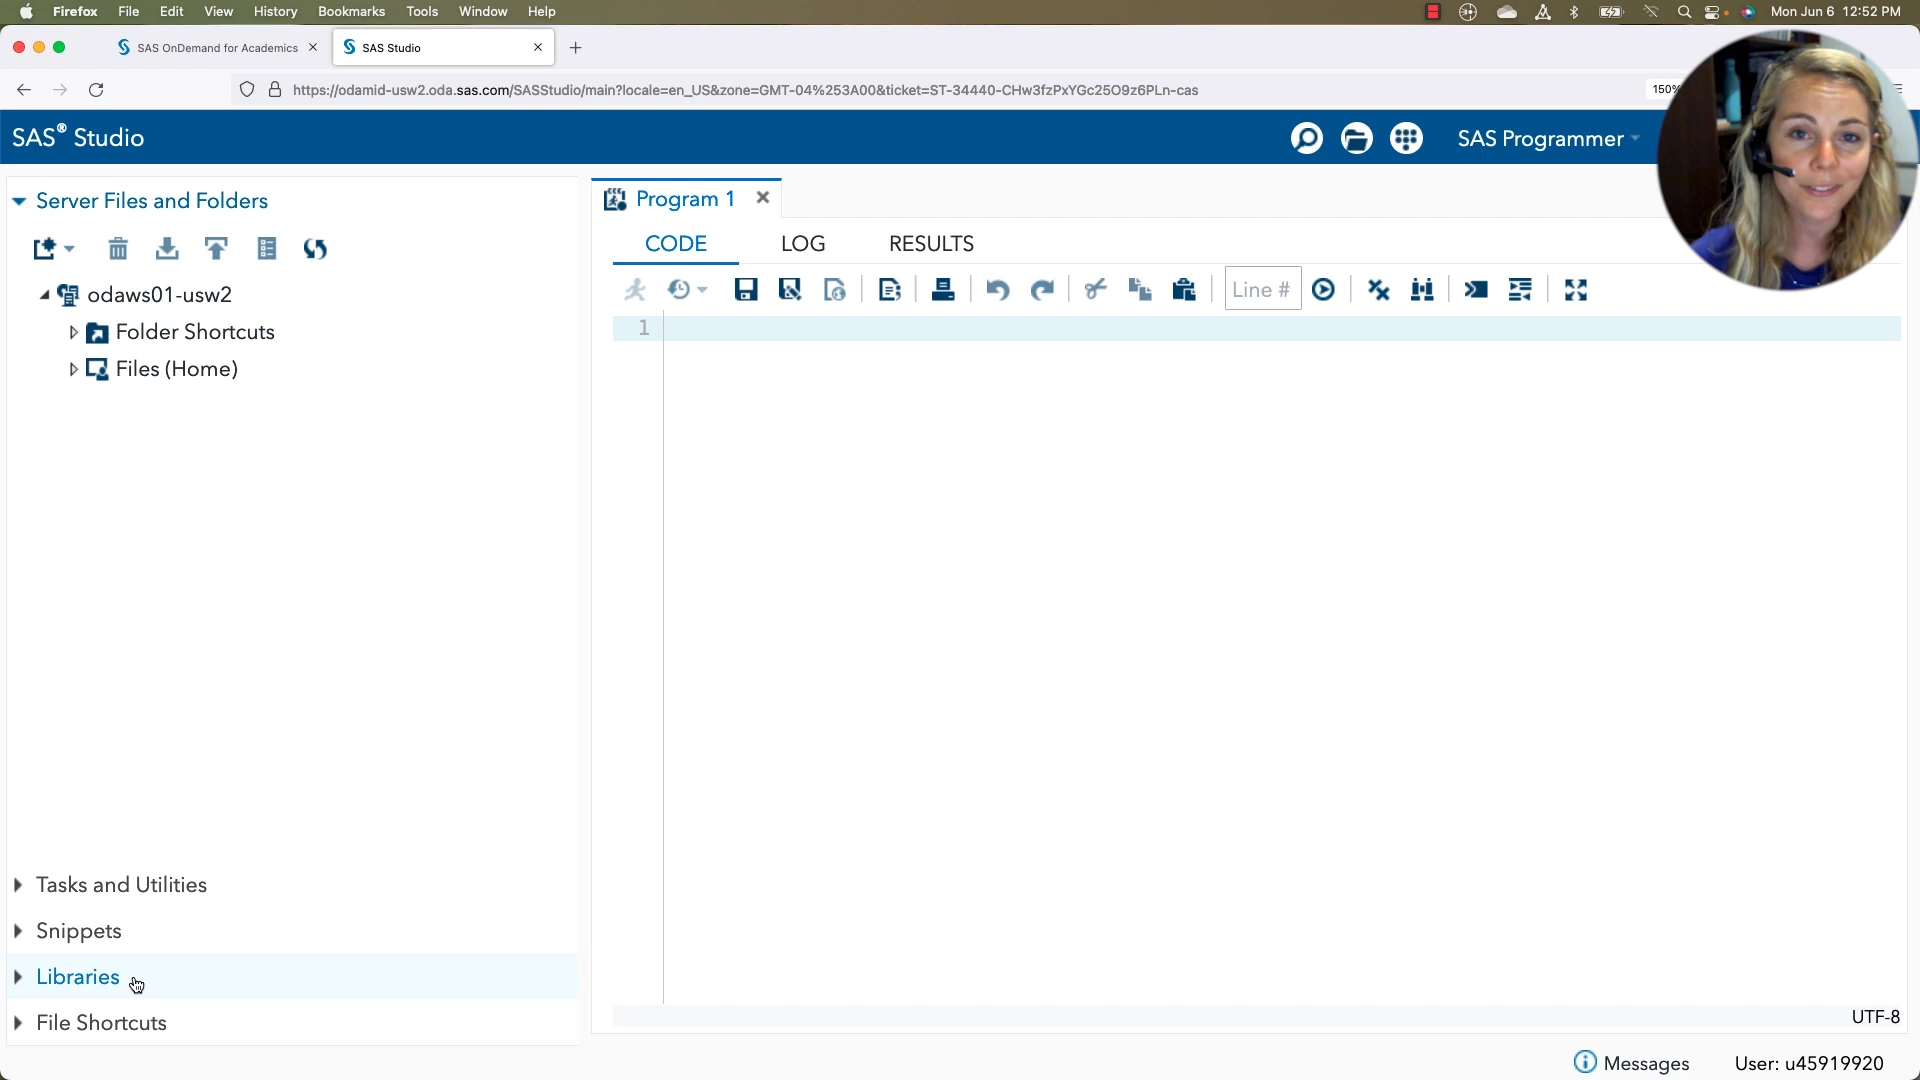 Firefox File Edit View History Bookmarks Tools Window Help Mon Jun 6 12:52 PM
SAS OnDemand for Academics SAS Studio
https://odamid-usw2.oda.sas.com/SASStudio/main?locale=en_US&zone=GMT-04%253A00&ticket=ST-34440-CHw3fzPxYGc25O9z6PLn-cas 150%
SAS® Studio SAS Programmer
Server Files and Folders Program 1
CODE LOG RESULTS
odaws01-usw2 Line #
Folder Shortcuts 1
Files (Home)
Tasks and Utilities
Snippets
Libraries
File Shortcuts UTF-8
Messages User: u45919920